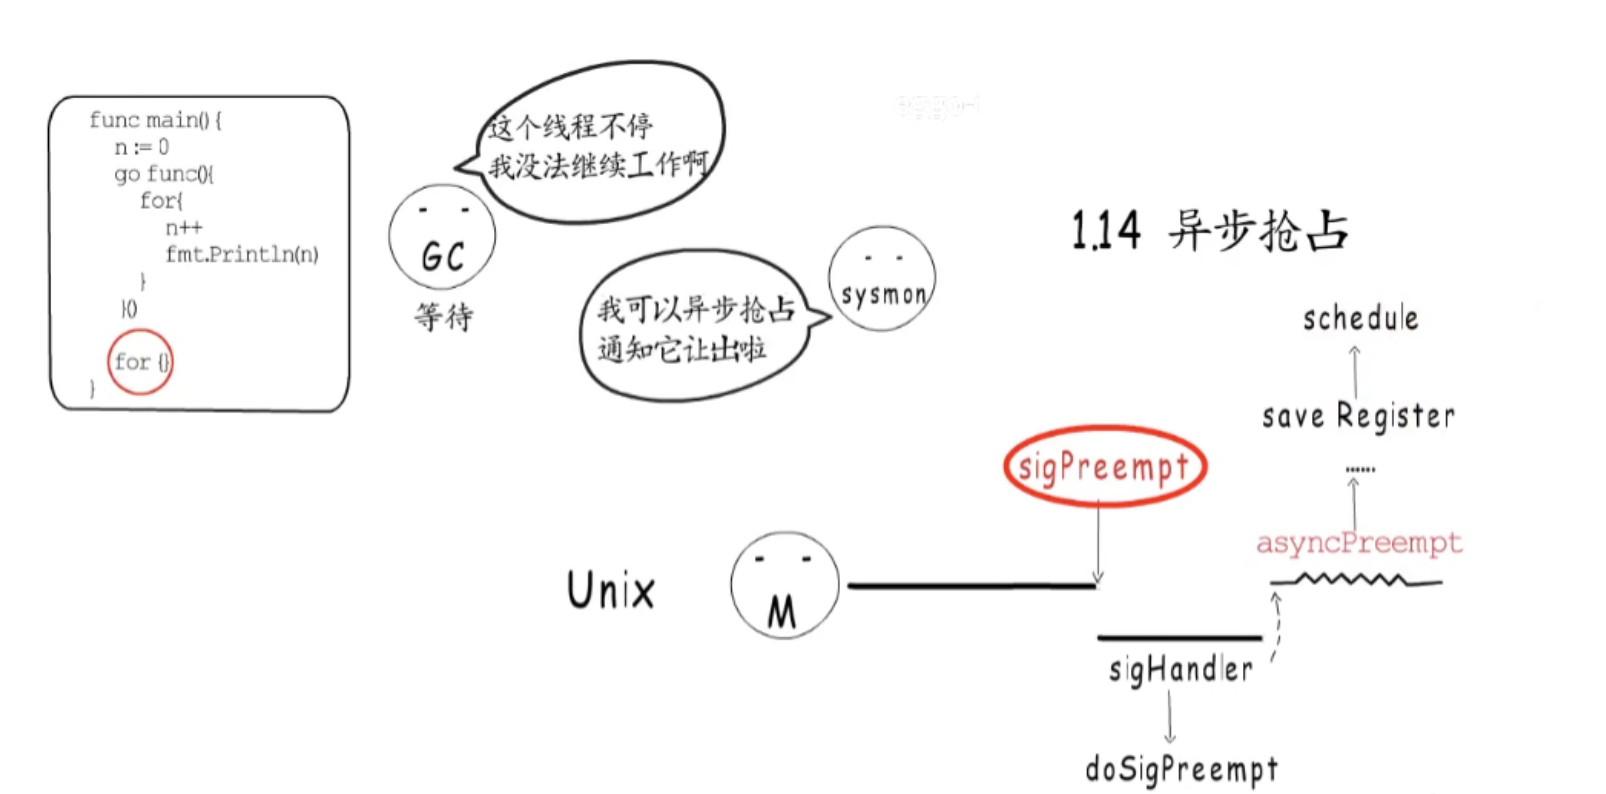 func main() {
n := 0
go func(){
for{
n++
fmt.Println(n)
}
}()
for {}
}
这个线程不停
我没法继续工作啊
GC
等待
我可以异步抢占
通知它让出啦
sysmon
eggo-l
1.14 异步抢占
schedule
save Register
......
asyncPreempt
sigPreempt
Unix
M
sigHandler
doSigPreempt